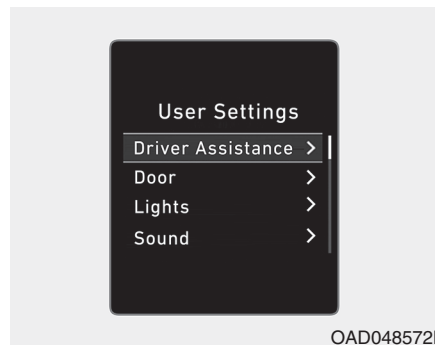 User Settings
Driver Assistance >
Door >
Lights >
Sound >
OAD048572